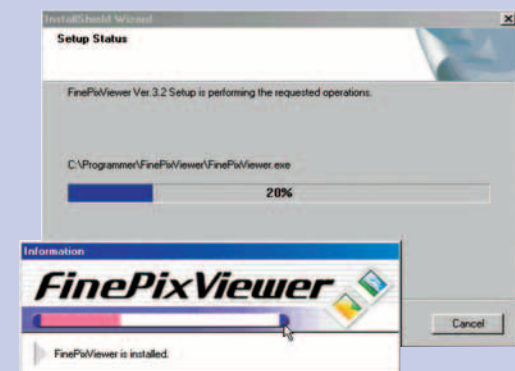 InstallShield Wizard
Setup Status
FinePixViewer Ver.3.2 Setup is performing the requested operations.
C:\Programmer\FinePixViewer\FinePixViewer.exe
20%
Cancel
Information
FinePixViewer
FinePixViewer is installed.